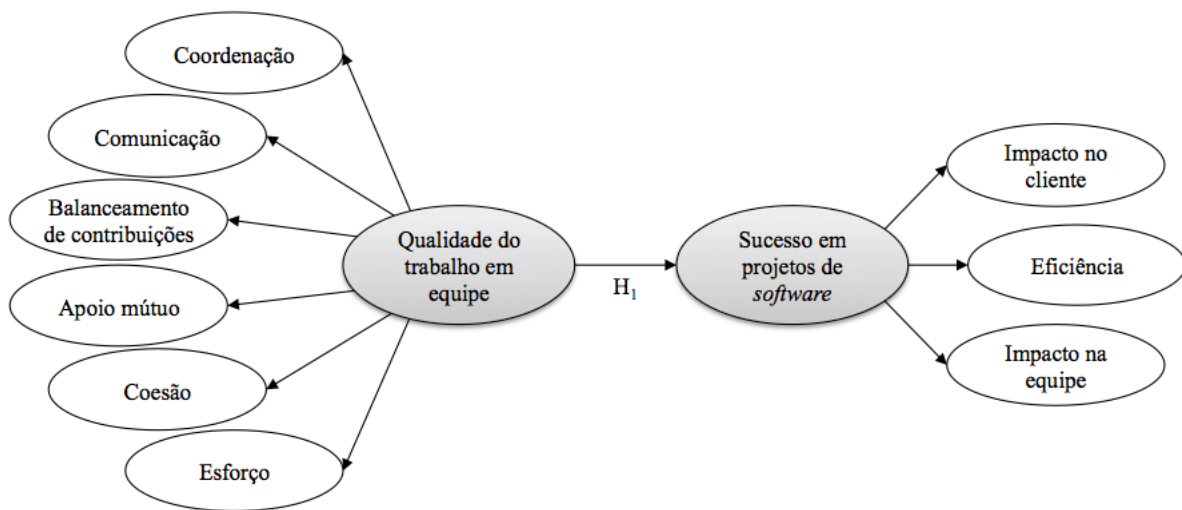 Coordenação
Comunicação
Balanceamento
de contribuições
Apoio mútuo
Coesão
Esforço
Qualidade do
trabalho em
equipe
H₁
Sucesso em
projetos de
software
Impacto no
cliente
Eficiência
Impacto na
equipe